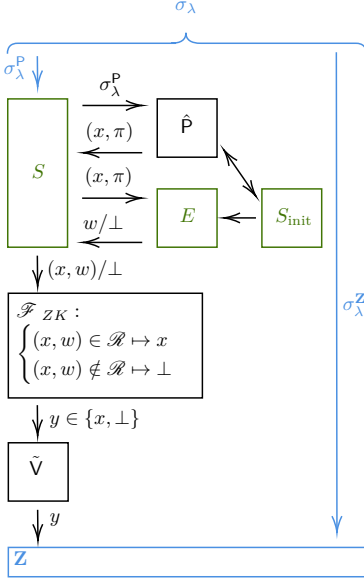 σ_λ
σ_λ^P
σ_λ^P
P̂
(x, π)
S
(x, π)
w/⊥
E
S_init
(x, w)/⊥
σ_λ^Z
ℱ_ZK :
(x, w) ∈ ℛ ↦ x
(x, w) ∉ ℛ ↦ ⊥
y ∈ {x, ⊥}
Ṽ
y
Z